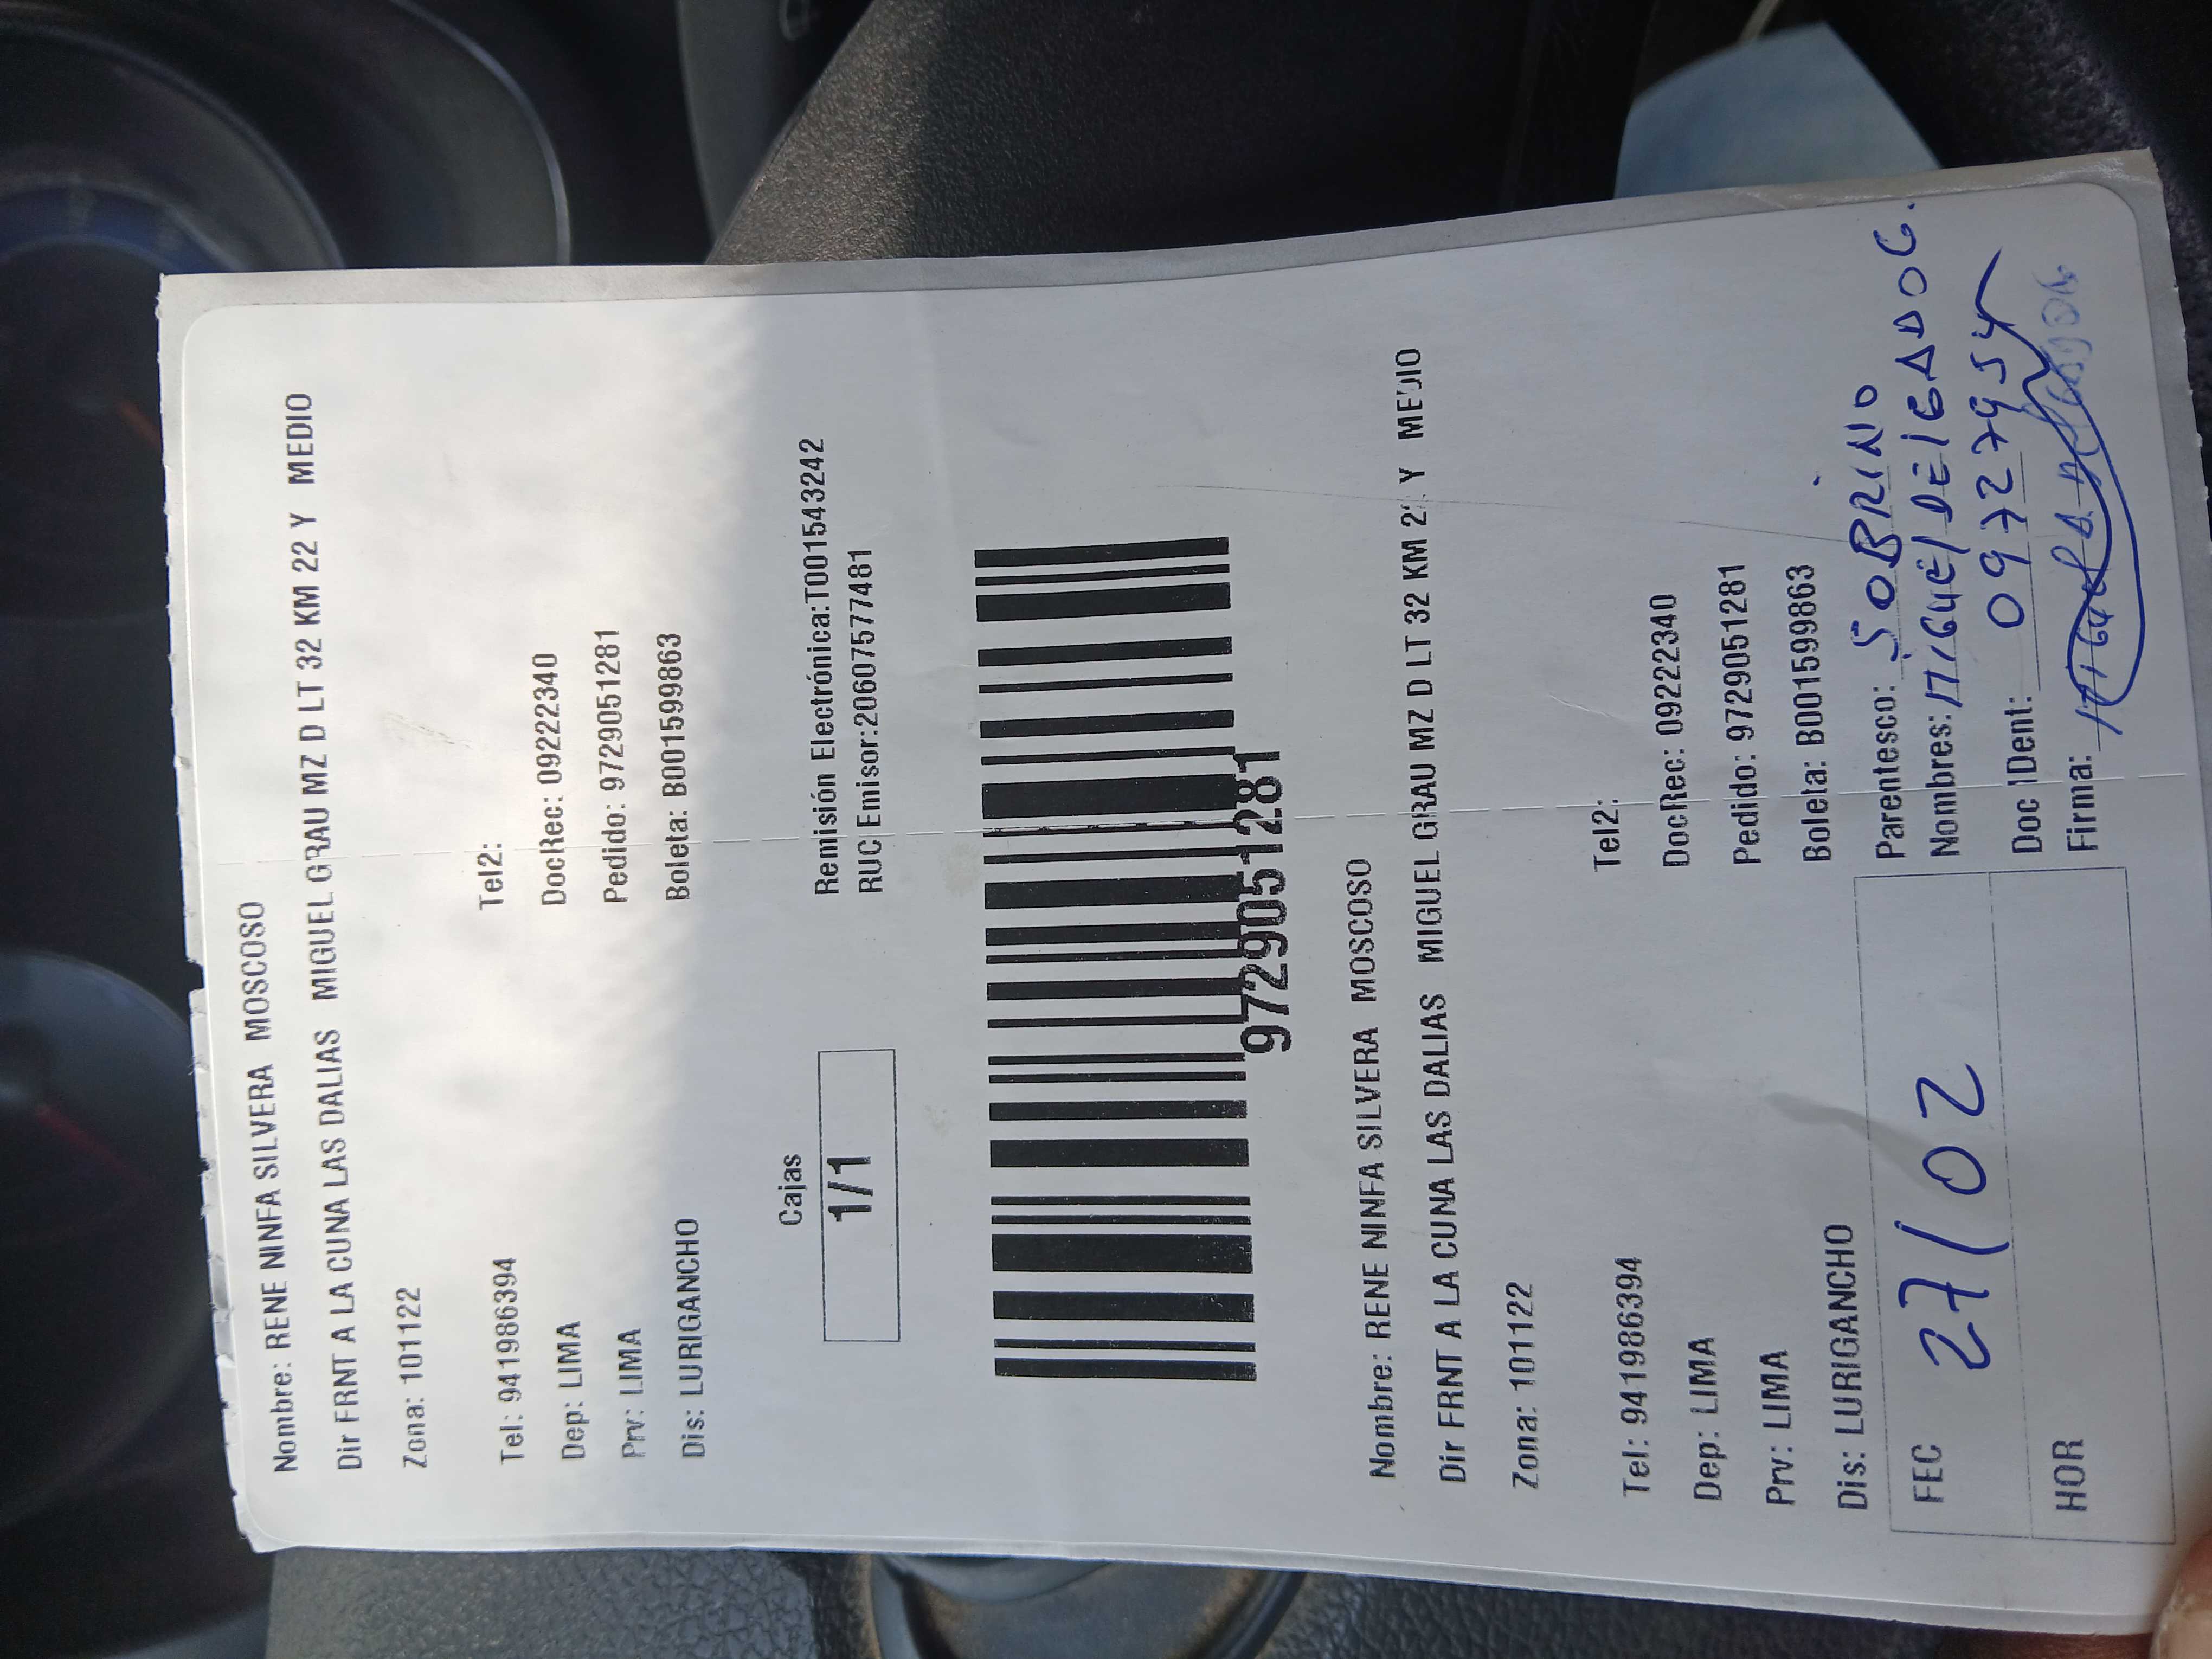 Nombre: RENE NINFA SILVERA MOSCOSO
Dir FRNT A LA CUNA LAS DALIAS MIGUEL GRAU MZ D LT 32 KM 22 Y MEDIO
Zona: 101122
Tel: 941986394 Tel2:
Dep: LIMA DocRec: 09222340
Prv: LIMA Pedido: 9729051281
Dis: LURIGANCHO Boleta: B001599863
Cajas
1/1
Remisión Electrónica:T001543242
RUC Emisor:20607577481
9729051281
Nombre: RENE NINFA SILVERA MOSCOSO
Dir FRNT A LA CUNA LAS DALIAS MIGUEL GRAU MZ D LT 32 KM 2 Y MEDIO
Zona: 101122
Tel: 941986394 Tel2:
Dep: LIMA DocRec: 09222340
Prv: LIMA Pedido: 9729051281
Dis: LURIGANCHO Boleta: B001599863
FEC 27/02
HOR
Parentesco: SOBRINO
Nombres: MIGUEL DELGADO G.
Doc IDent: 09727954
Firma: